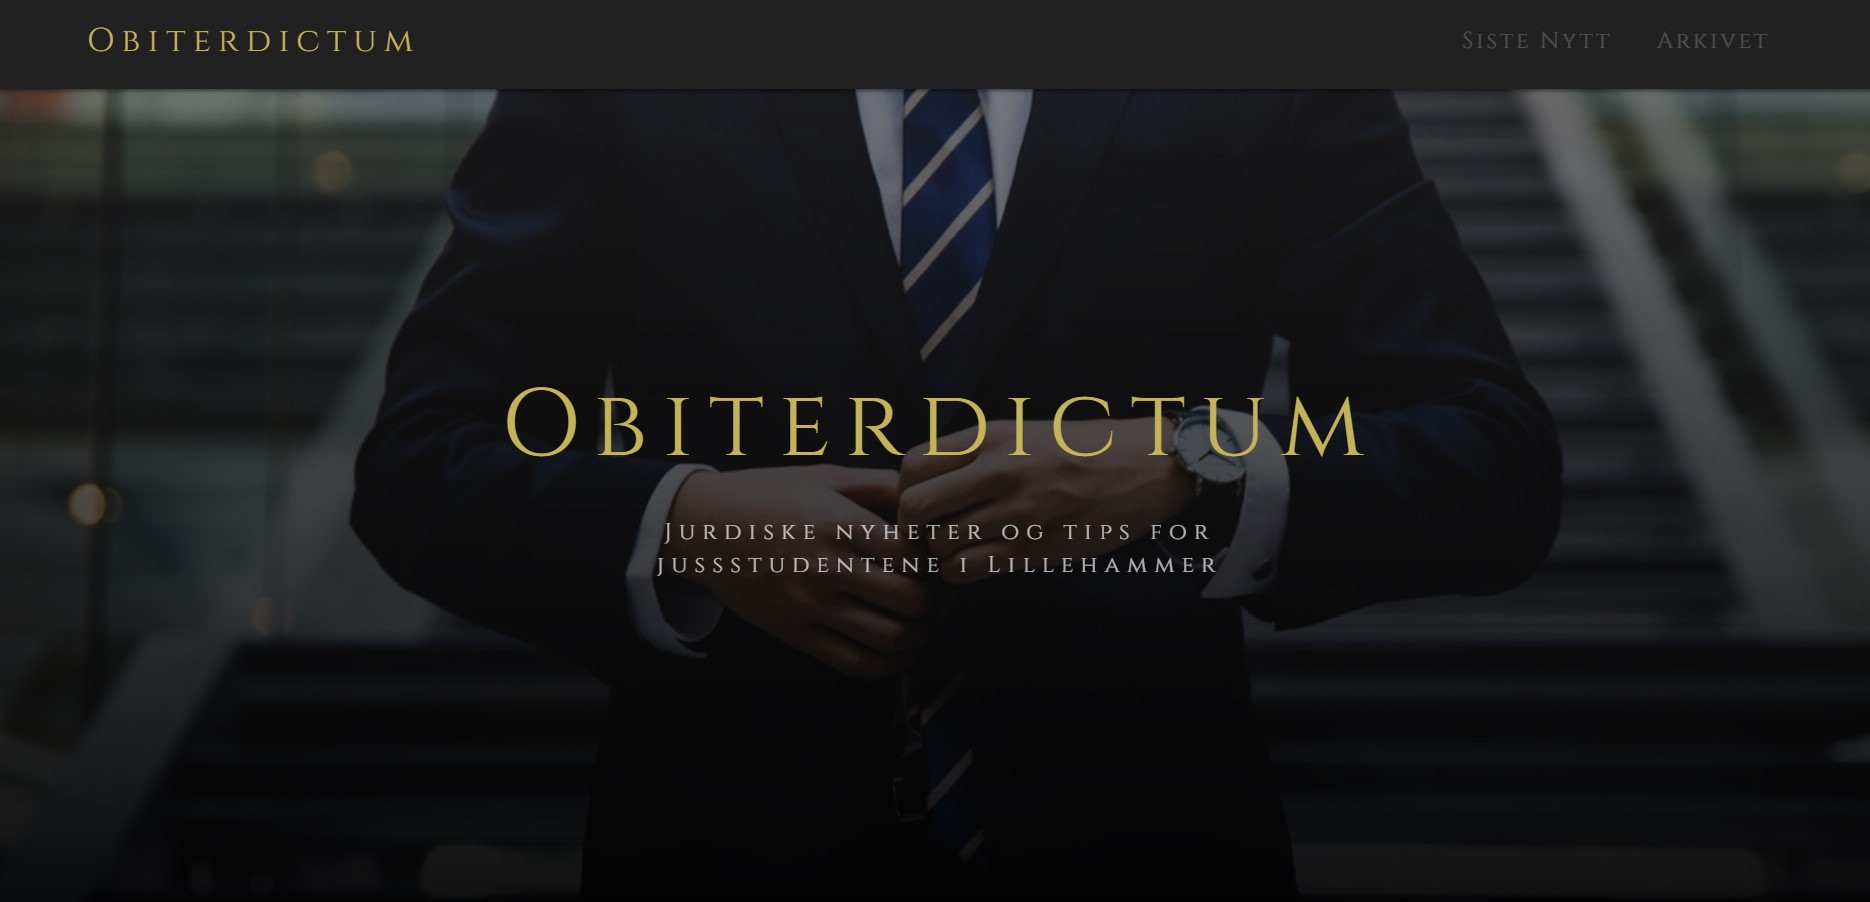 Obiterdictum
Siste Nytt Arkivet
Obiterdictum
Jurdiske nyheter og tips for
jussstudentene i Lillehammer